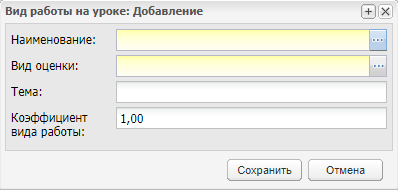 Вид работы на уроке: Добавление
Наименование:
Вид оценки:
Тема:
Коэффициент
вида работы:
1,00
Сохранить
Отмена